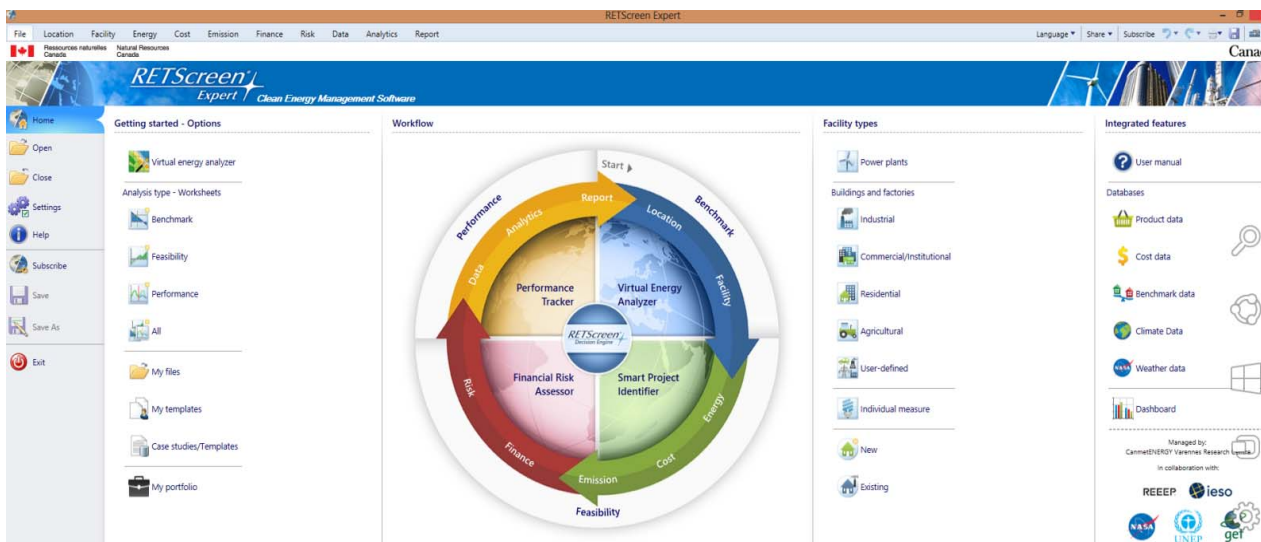 RETScreen Expert
File Location Facility Energy Cost Emission Finance Risk Data Analytics Report
Language Share Subscribe
Ressources naturelles Canada
Natural Resources Canada
Cana
RETScreen
Expert Clean Energy Management Software
Home
Open
Close
Settings
Help
Subscribe
Save
Save As
Exit
Getting started - Options
Virtual energy analyzer
Analysis type - Worksheets
Benchmark
Feasibility
Performance
All
My files
My templates
Case studies/Templates
My portfolio
Workflow
Start
Performance
Benchmark
Data
Analytics
Report
Location
Facility
Performance Tracker
Virtual Energy Analyzer
RETScreen
Decision Engine
Financial Risk Assessor
Smart Project Identifier
Risk
Finance
Emission
Cost
Energy
Feasibility
Facility types
Power plants
Buildings and factories
Industrial
Commercial/Institutional
Residential
Agricultural
User-defined
Individual measure
New
Existing
Integrated features
User manual
Databases
Product data
Cost data
Benchmark data
Climate Data
NASA
Weather data
Dashboard
Managed by:
CanmetENERGY Varennes Research
In collaboration with:
REEEP ieso
NASA UNEP gef